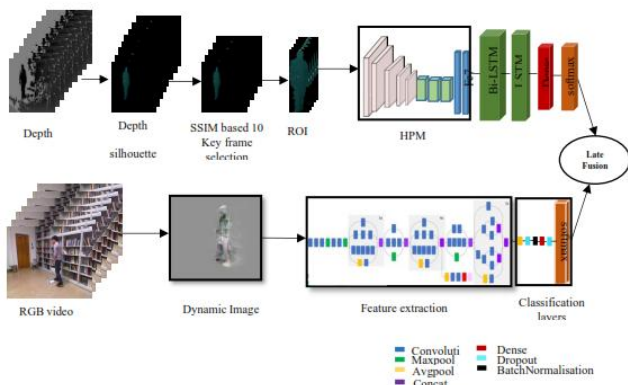 Depth
Depth
silhouette
SSIM based 10
Key frame
selection
ROI
HPM
Bi-LSTM
LSTM
softmax
Late
Fusion
RGB video
Dynamic Image
Feature extraction
softmax
Classification
layers
Convoluti
Maxpool
Avgpool
Concat
Dense
Dropout
BatchNormalisation